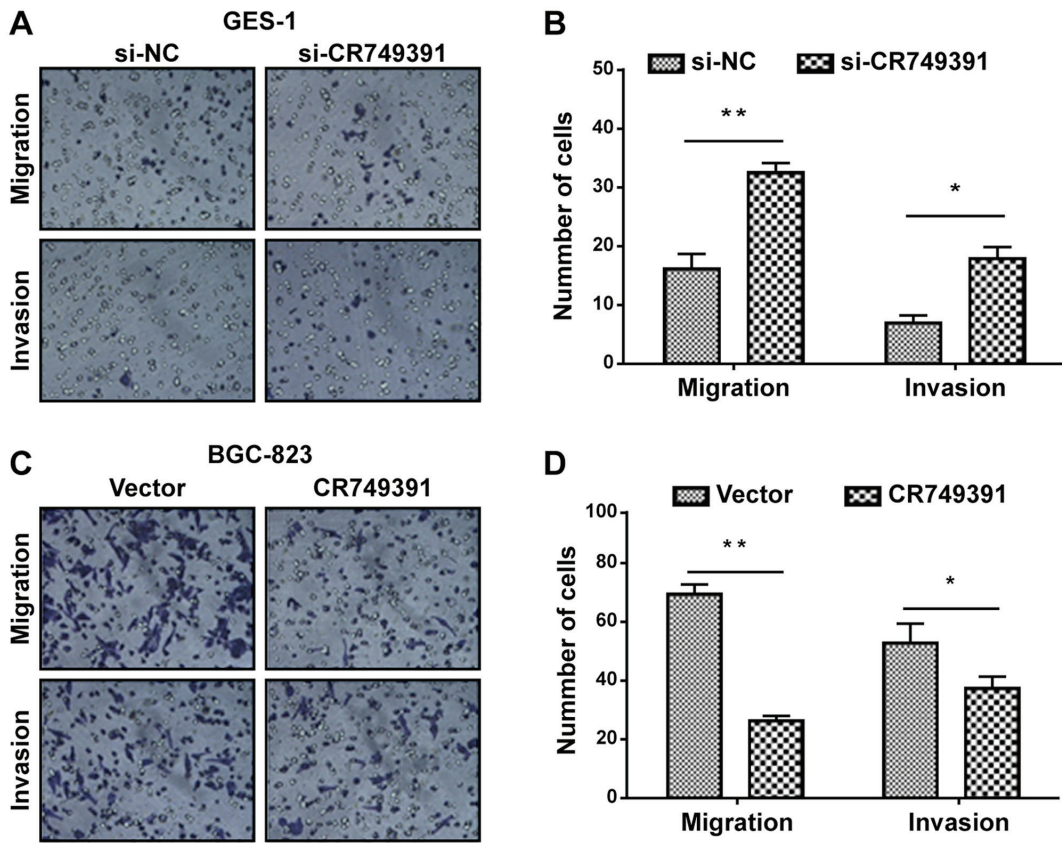 A
GES-1
si-NC
si-CR749391
Migration
Invasion
B
si-NC
si-CR749391
Nummber of cells
50
40
30
20
10
0
**
*
Migration
Invasion
C
BGC-823
Vector
CR749391
Migration
Invasion
D
Vector
CR749391
Nummber of cells
100
80
60
40
20
0
**
*
Migration
Invasion